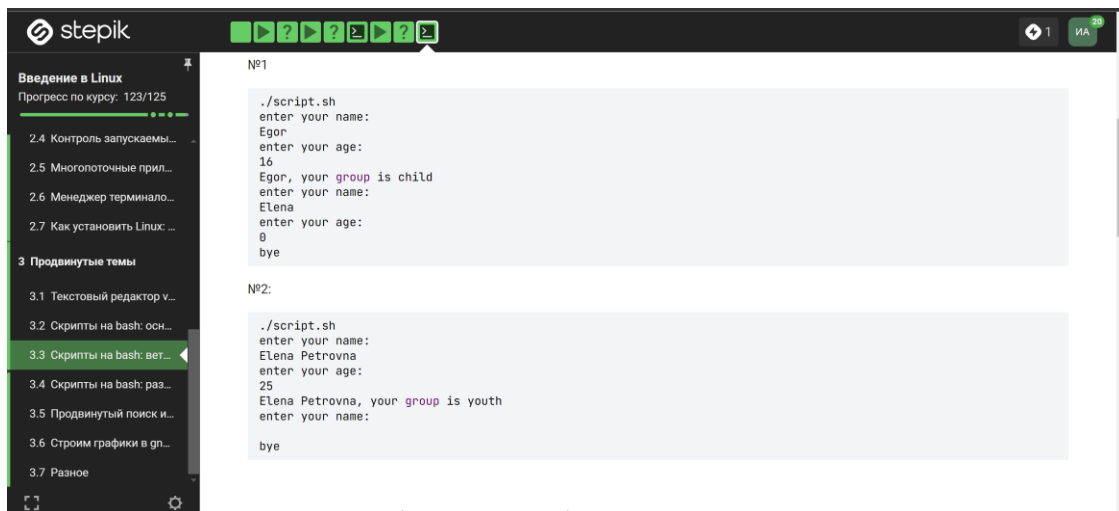 stepik
1
ИА
20
Введение в Linux
Прогресс по курсу: 123/125
2.4 Контроль запускаемы...
2.5 Многопоточные прил...
2.6 Менеджер терминало...
2.7 Как установить Linux: ...
3 Продвинутые темы
3.1 Текстовый редактор v...
3.2 Скрипты на bash: осн...
3.3 Скрипты на bash: вет...
3.4 Скрипты на bash: раз...
3.5 Продвинутый поиск и...
3.6 Строим графики в gn...
3.7 Разное
№1
./script.sh
enter your name:
Egor
enter your age:
16
Egor, your group is child
enter your name:
Elena
enter your age:
0
bye
№2:
./script.sh
enter your name:
Elena Petrovna
enter your age:
25
Elena Petrovna, your group is youth
enter your name:
bye